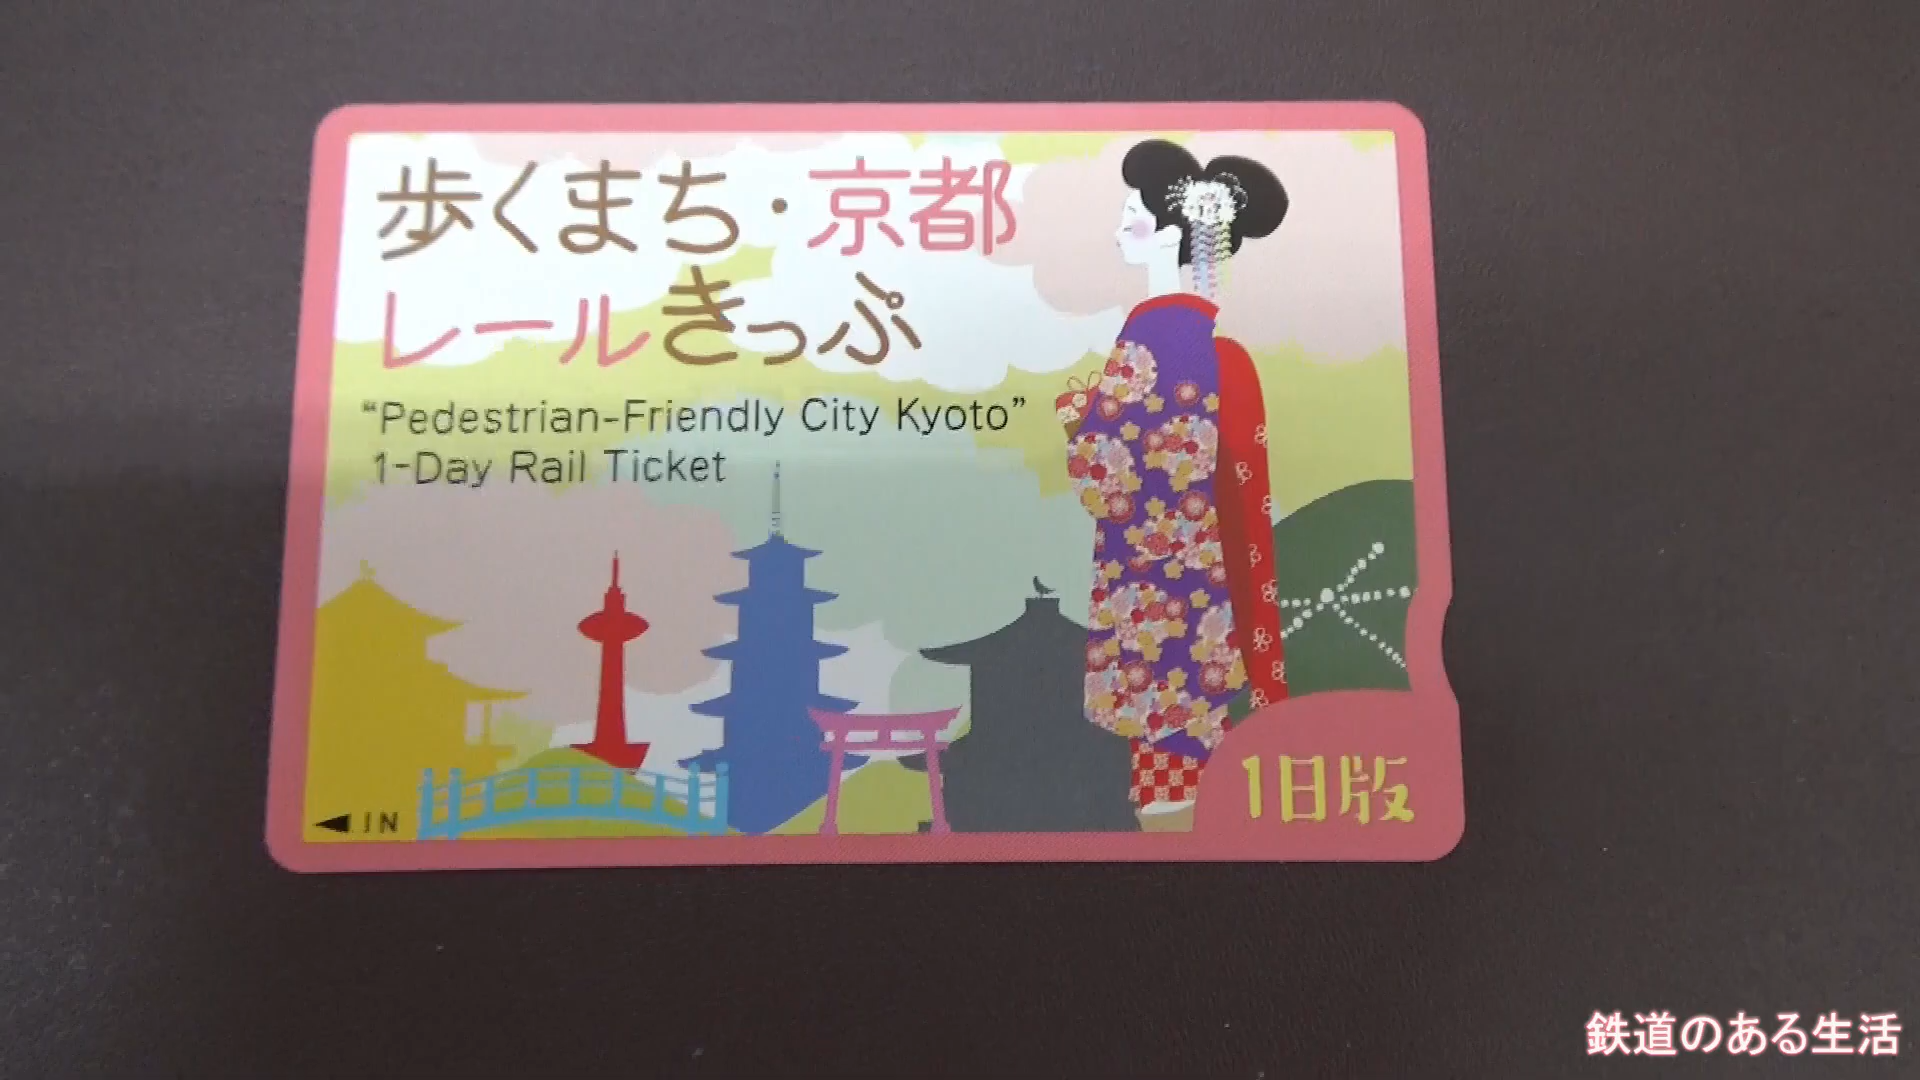 歩くまち・京都
レールきっぷ
“Pedestrian-Friendly City Kyoto”
1-Day Rail Ticket
◀IN
1日版
鉄道のある生活